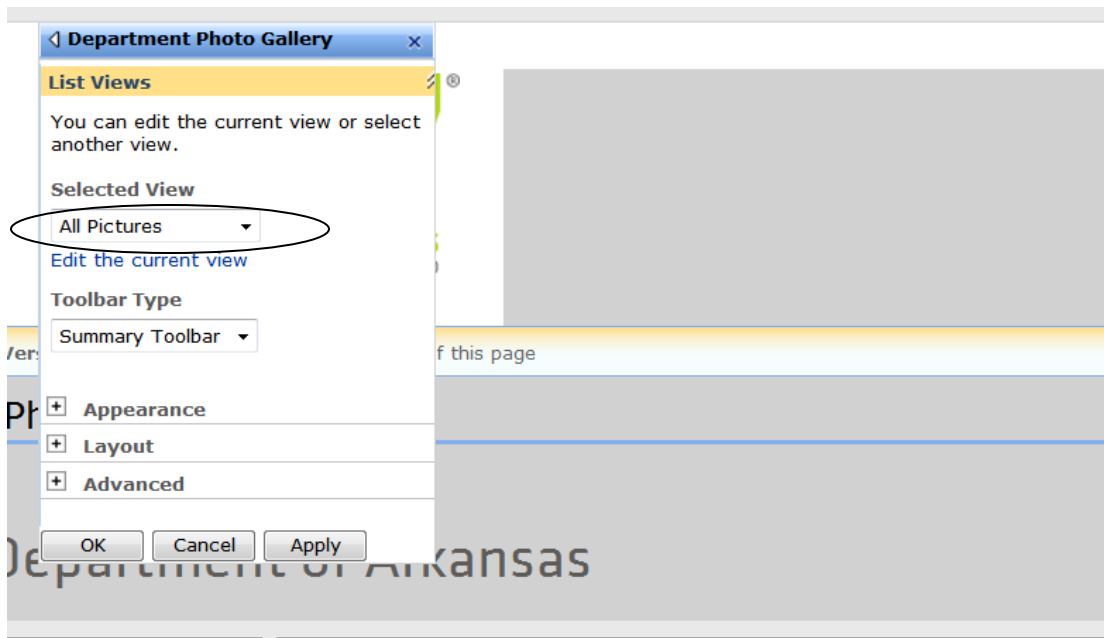 Department Photo Gallery
List Views
®
You can edit the current view or select
another view.
Selected View
All Pictures
Edit the current view
Toolbar Type
Summary Toolbar
f this page
Appearance
Layout
Advanced
OK Cancel Apply
Arkansas